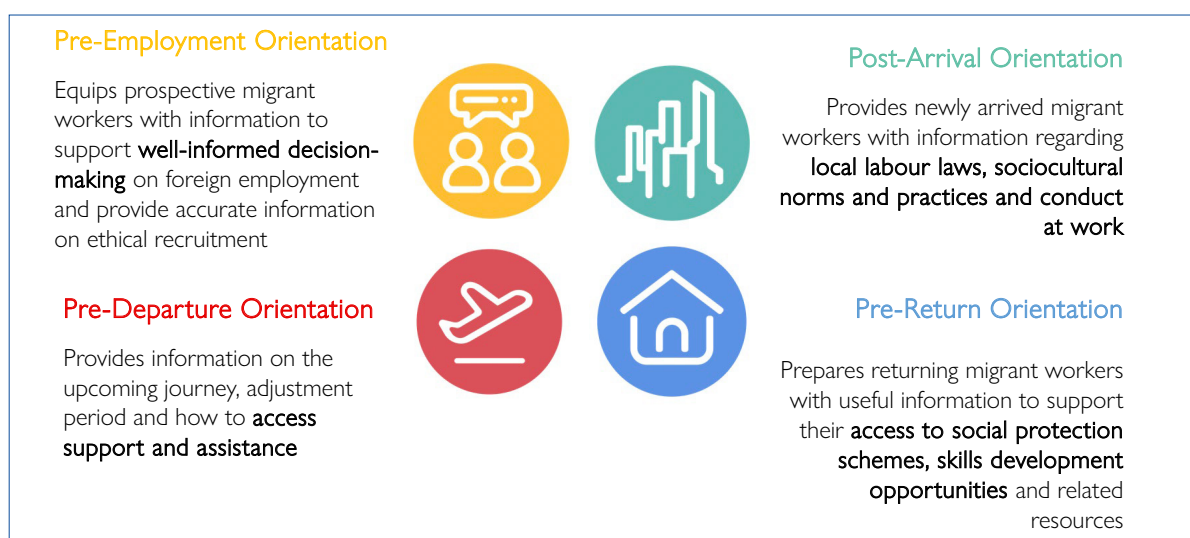 Pre-Employment Orientation
Equips prospective migrant
workers with information to
support well-informed decision-
making on foreign employment
and provide accurate information
on ethical recruitment
Post-Arrival Orientation
Provides newly arrived migrant
workers with information regarding
local labour laws, sociocultural
norms and practices and conduct
at work
Pre-Departure Orientation
Provides information on the
upcoming journey, adjustment
period and how to access
support and assistance
Pre-Return Orientation
Prepares returning migrant workers
with useful information to support
their access to social protection
schemes, skills development
opportunities and related
resources